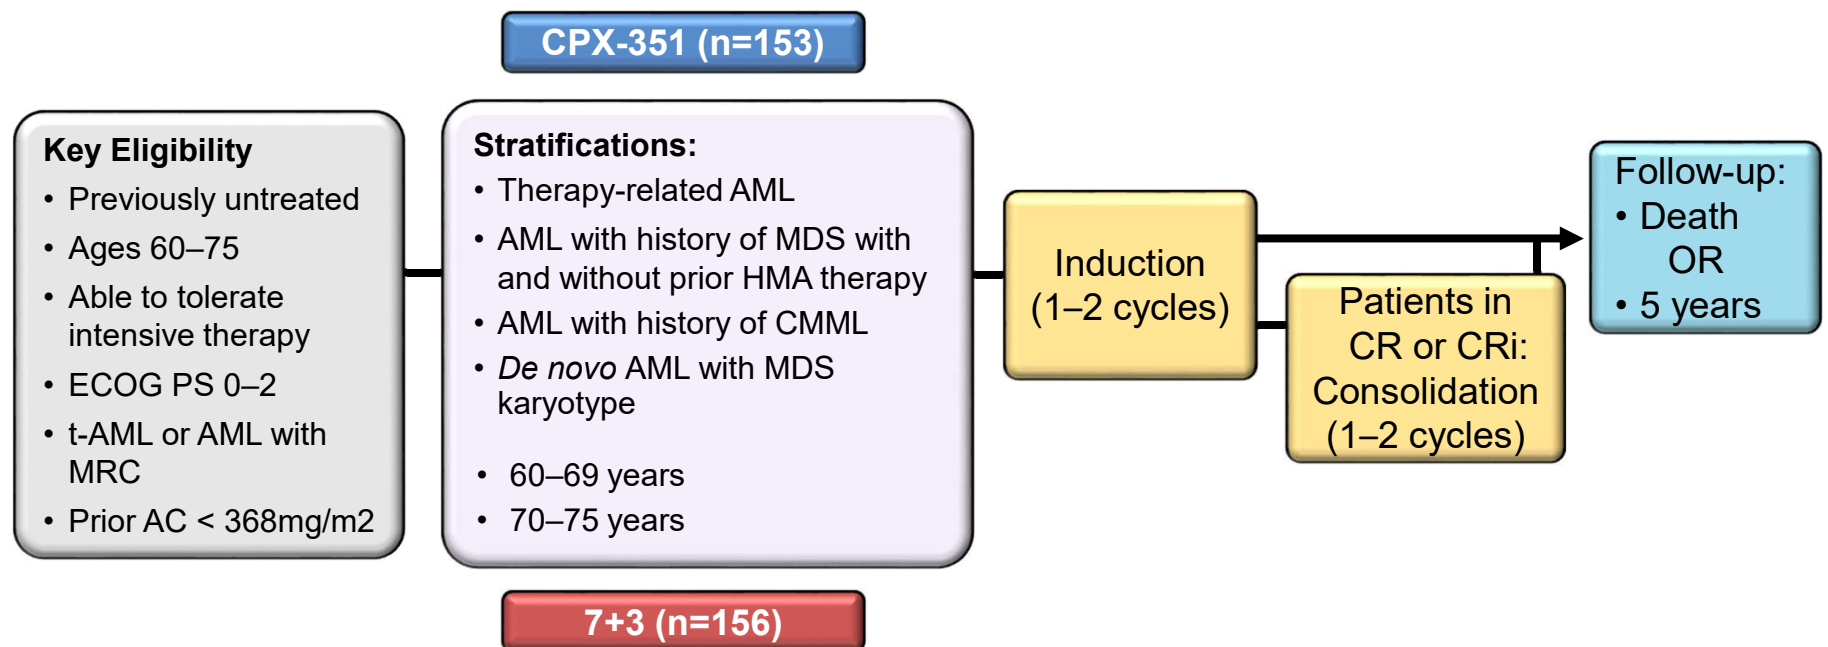 CPX-351 (n=153)
Key Eligibility
• Previously untreated
• Ages 60–75
• Able to tolerate
intensive therapy
• ECOG PS 0–2
• t-AML or AML with
MRC
• Prior AC < 368mg/m2
Stratifications:
• Therapy-related AML
• AML with history of MDS with
and without prior HMA therapy
• AML with history of CMML
• De novo AML with MDS
karyotype
• 60–69 years
• 70–75 years
7+3 (n=156)
Induction
(1–2 cycles)
Patients in
CR or CRi:
Consolidation
(1–2 cycles)
Follow-up:
• Death
OR
• 5 years